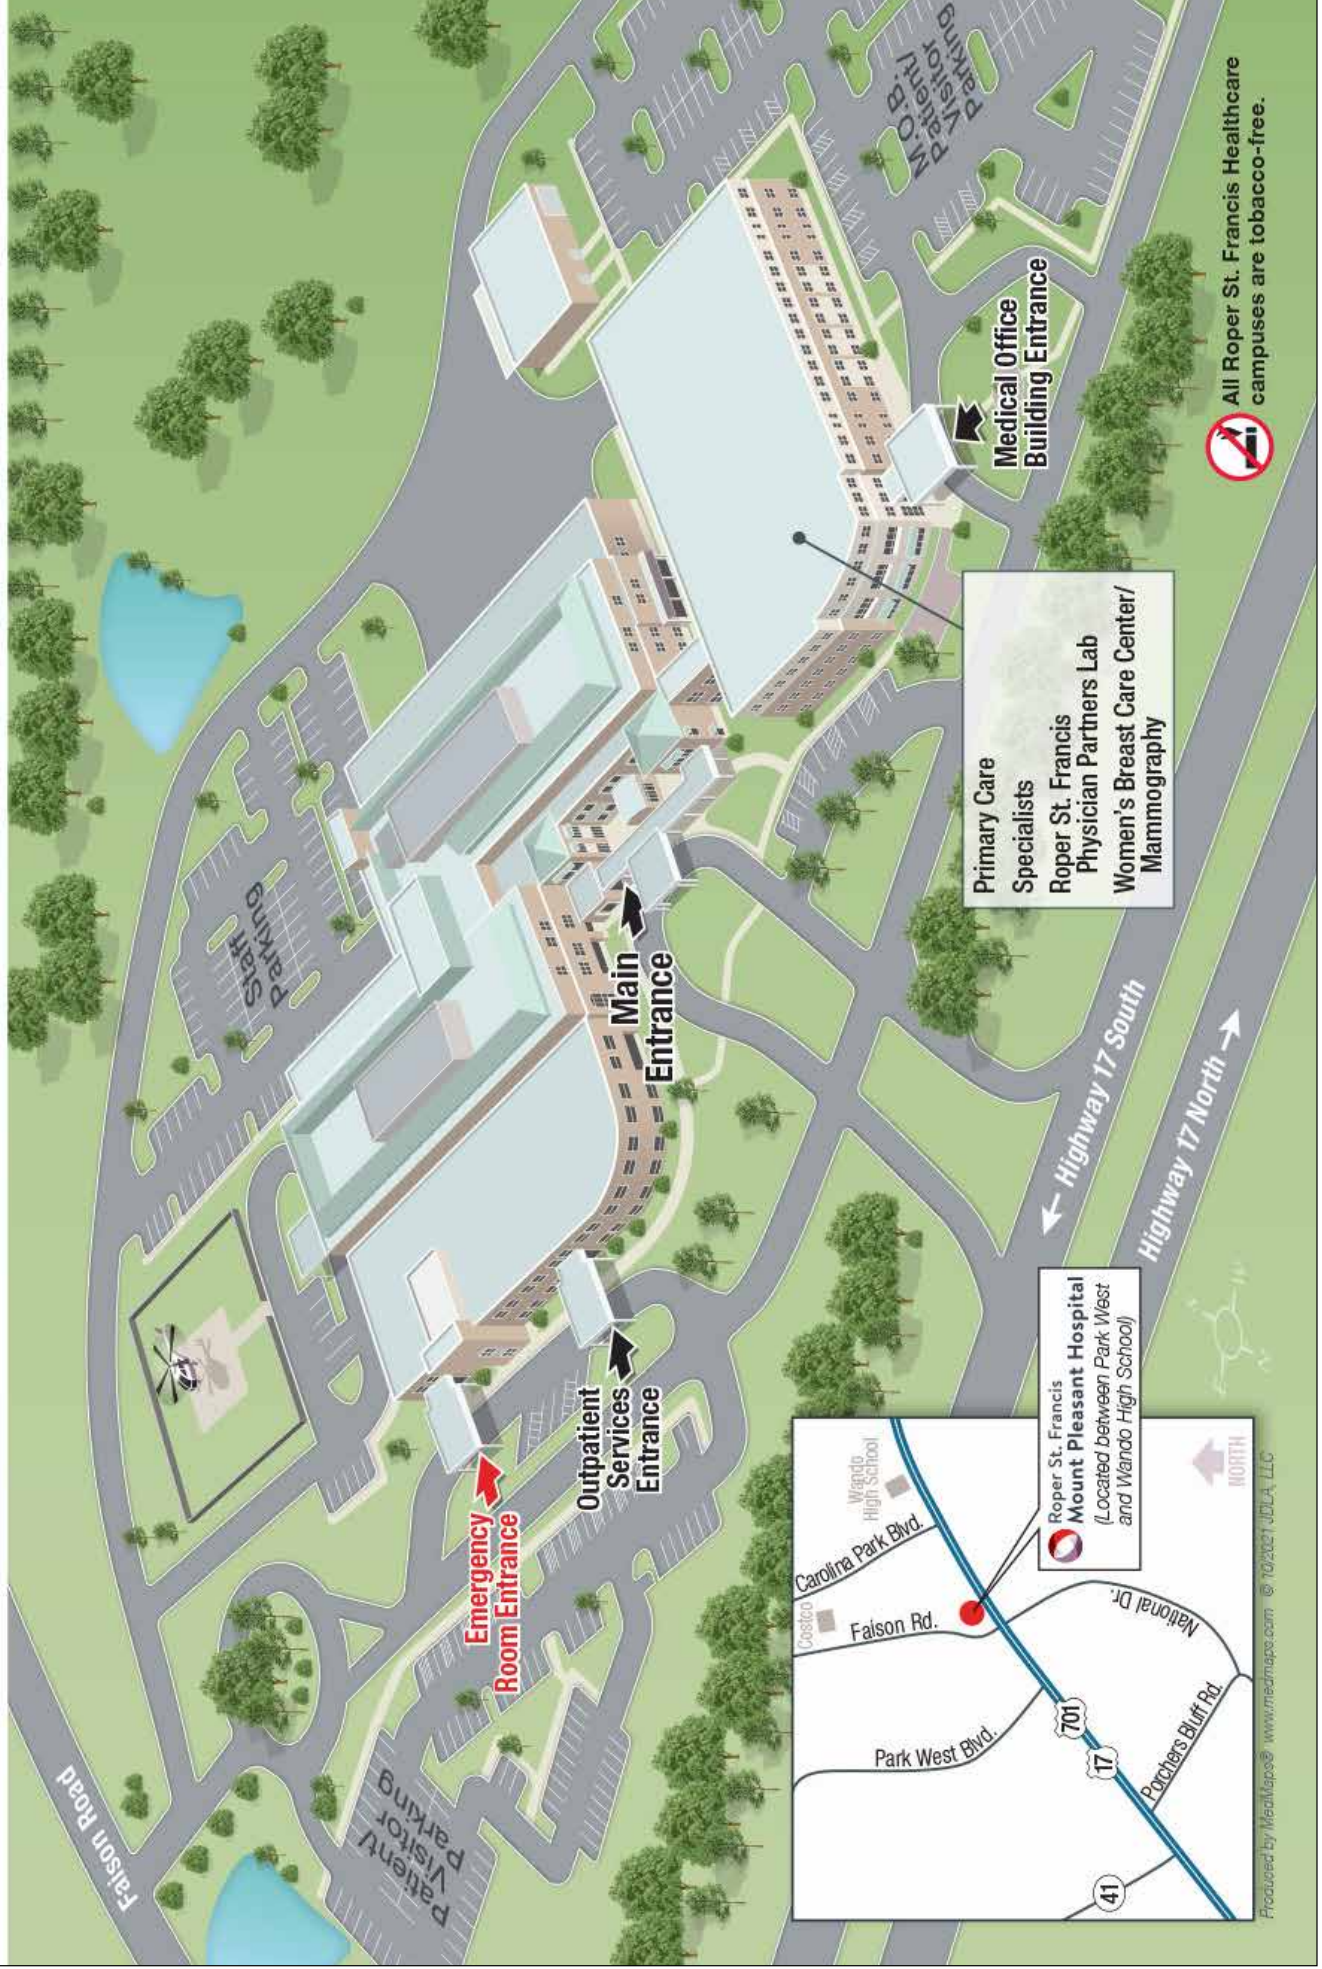 Faison Road
Patient/
Visitor
Parking
Staff
Parking
M.O.B.
Patient/
Visitor
Parking
Emergency
Room Entrance
Outpatient
Services
Entrance
Main
Entrance
Medical Office
Building Entrance
Primary Care
Specialists
Roper St. Francis
Physician Partners Lab
Women's Breast Care Center/
Mammography
Highway 17 South
Highway 17 North
All Roper St. Francis Healthcare
campuses are tobacco-free.
Costco
Wando
High School
Carolina Park Blvd.
Faison Rd.
Park West Blvd.
National Dr.
Porchers Bluff Rd.
701
17
41
Roper St. Francis
Mount Pleasant Hospital
(Located between Park West
and Wando High School)
NORTH
N
E
W
Produced by MedMaps® www.medmaps.com © 10/2021 JDLA, LLC